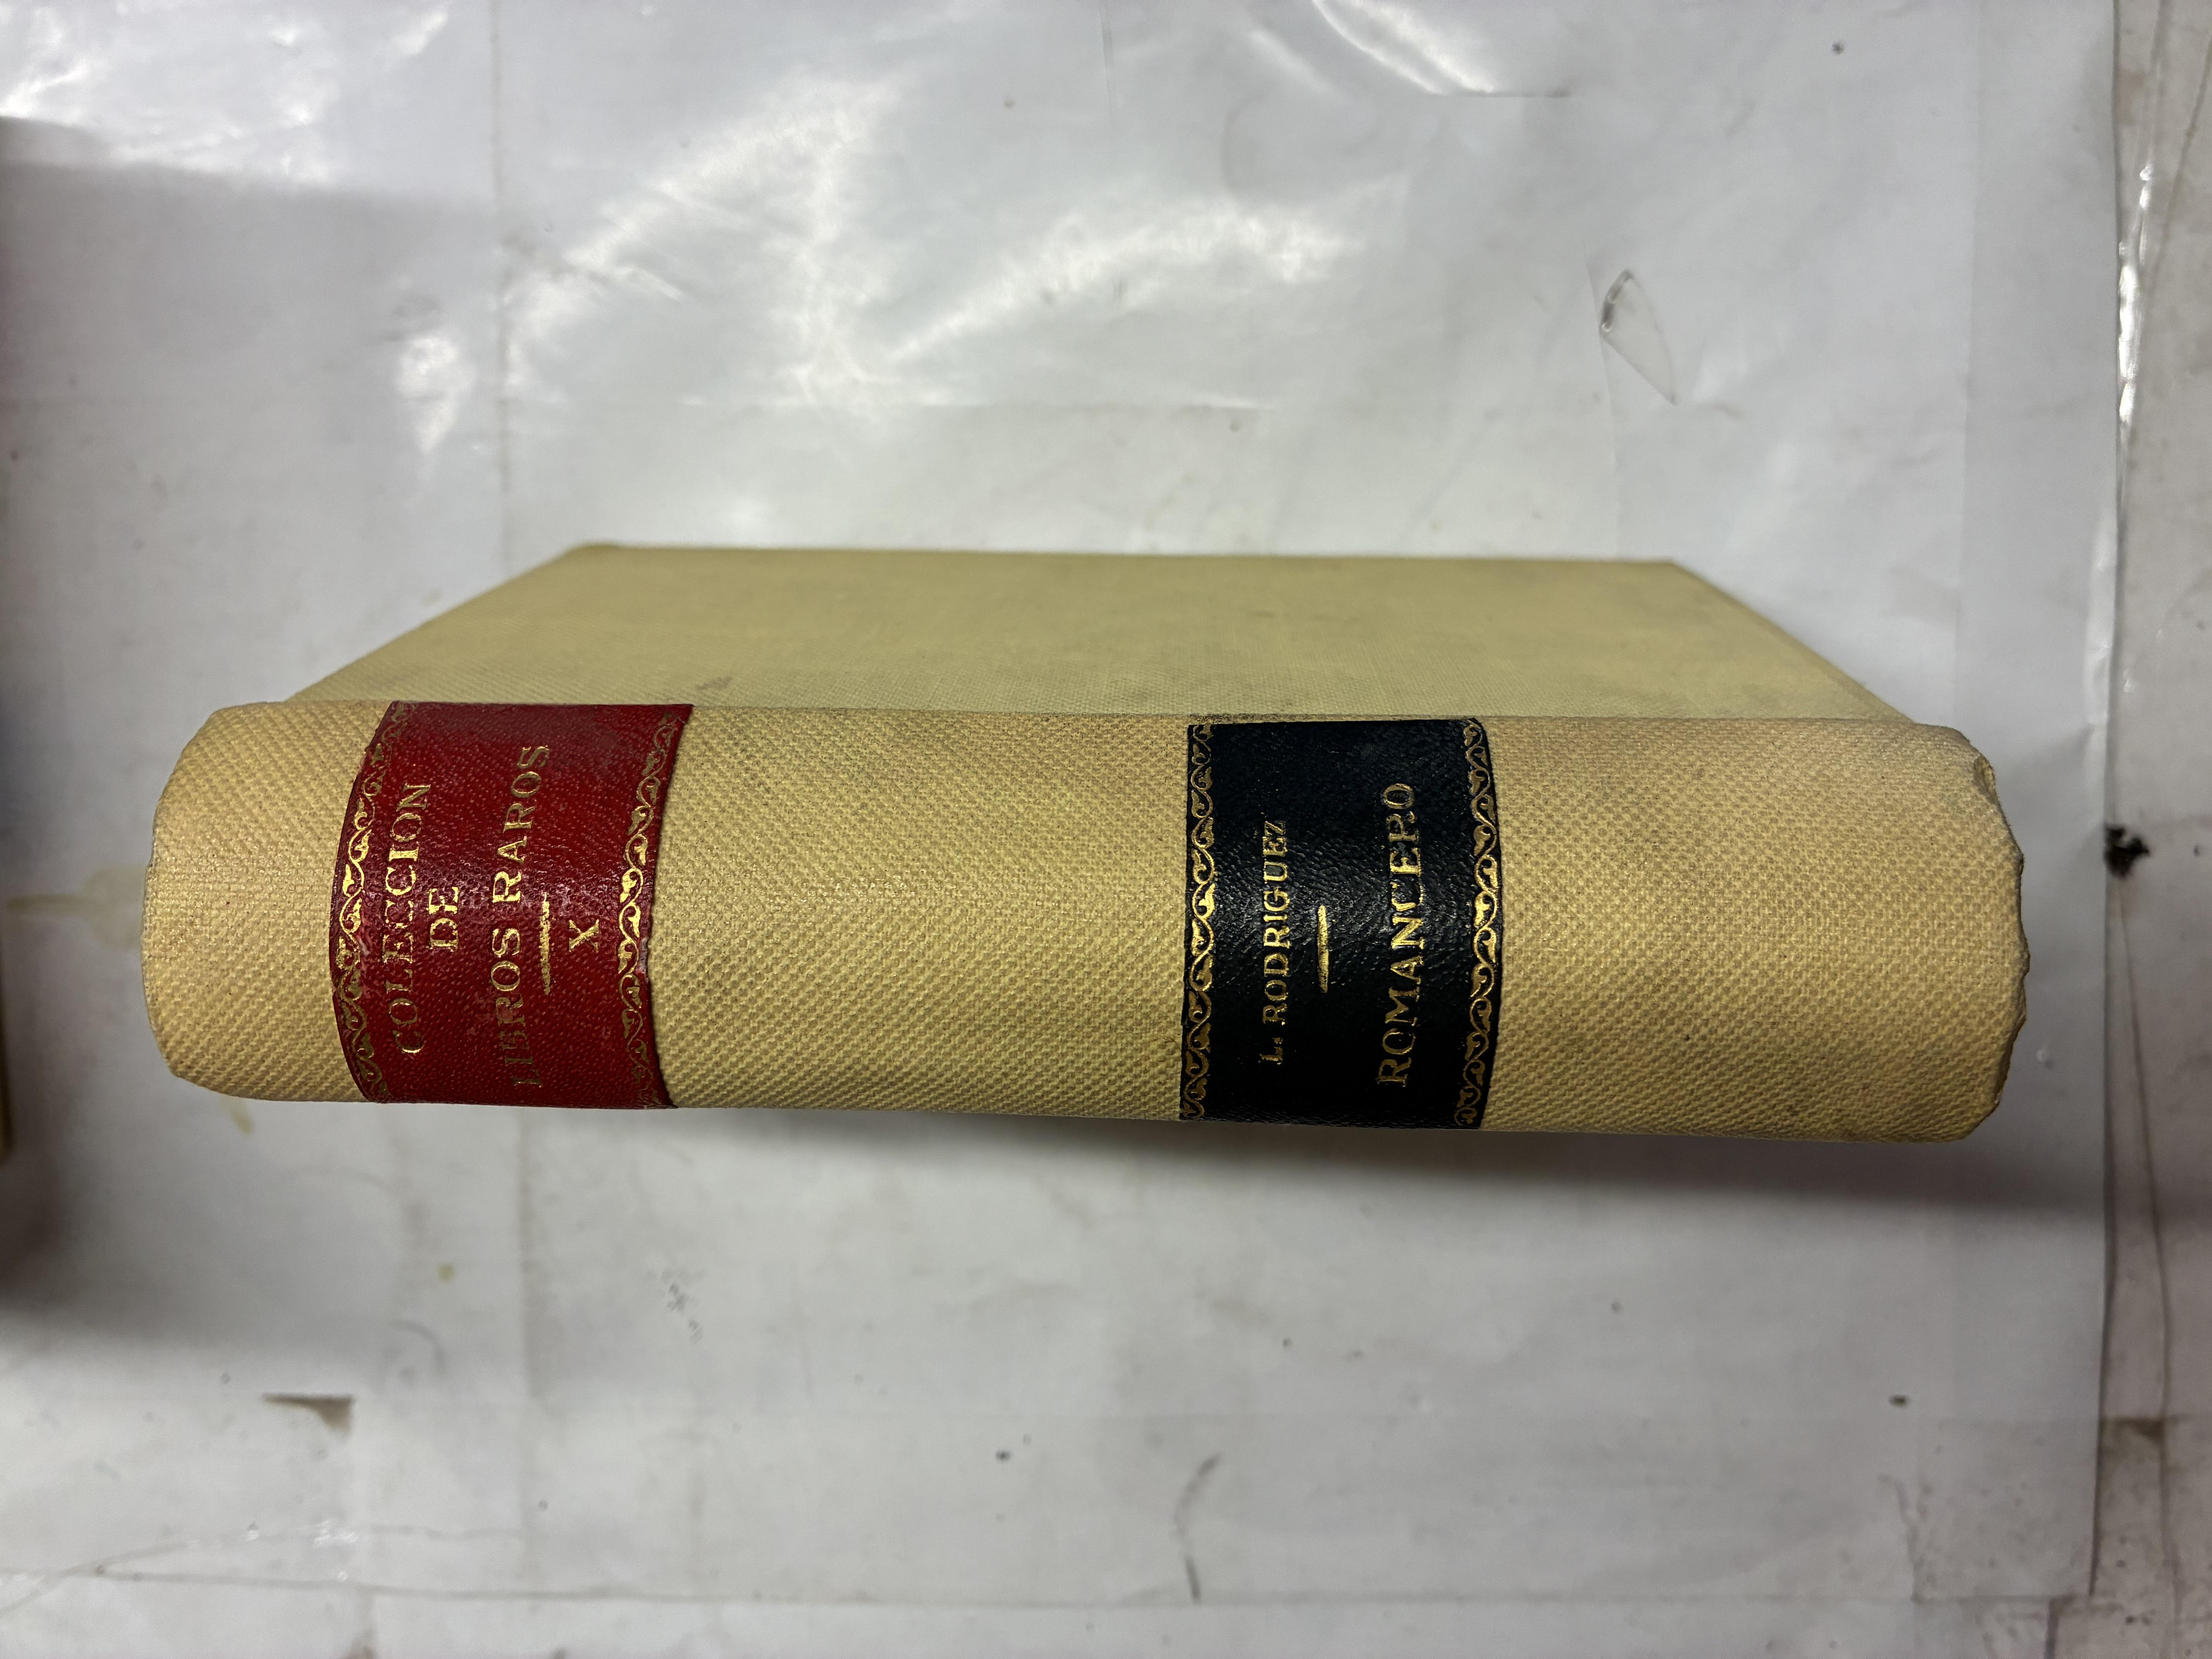 COLECCION
DE
LIBROS RAROS
X
L. RODRIGUEZ
ROMANCERO